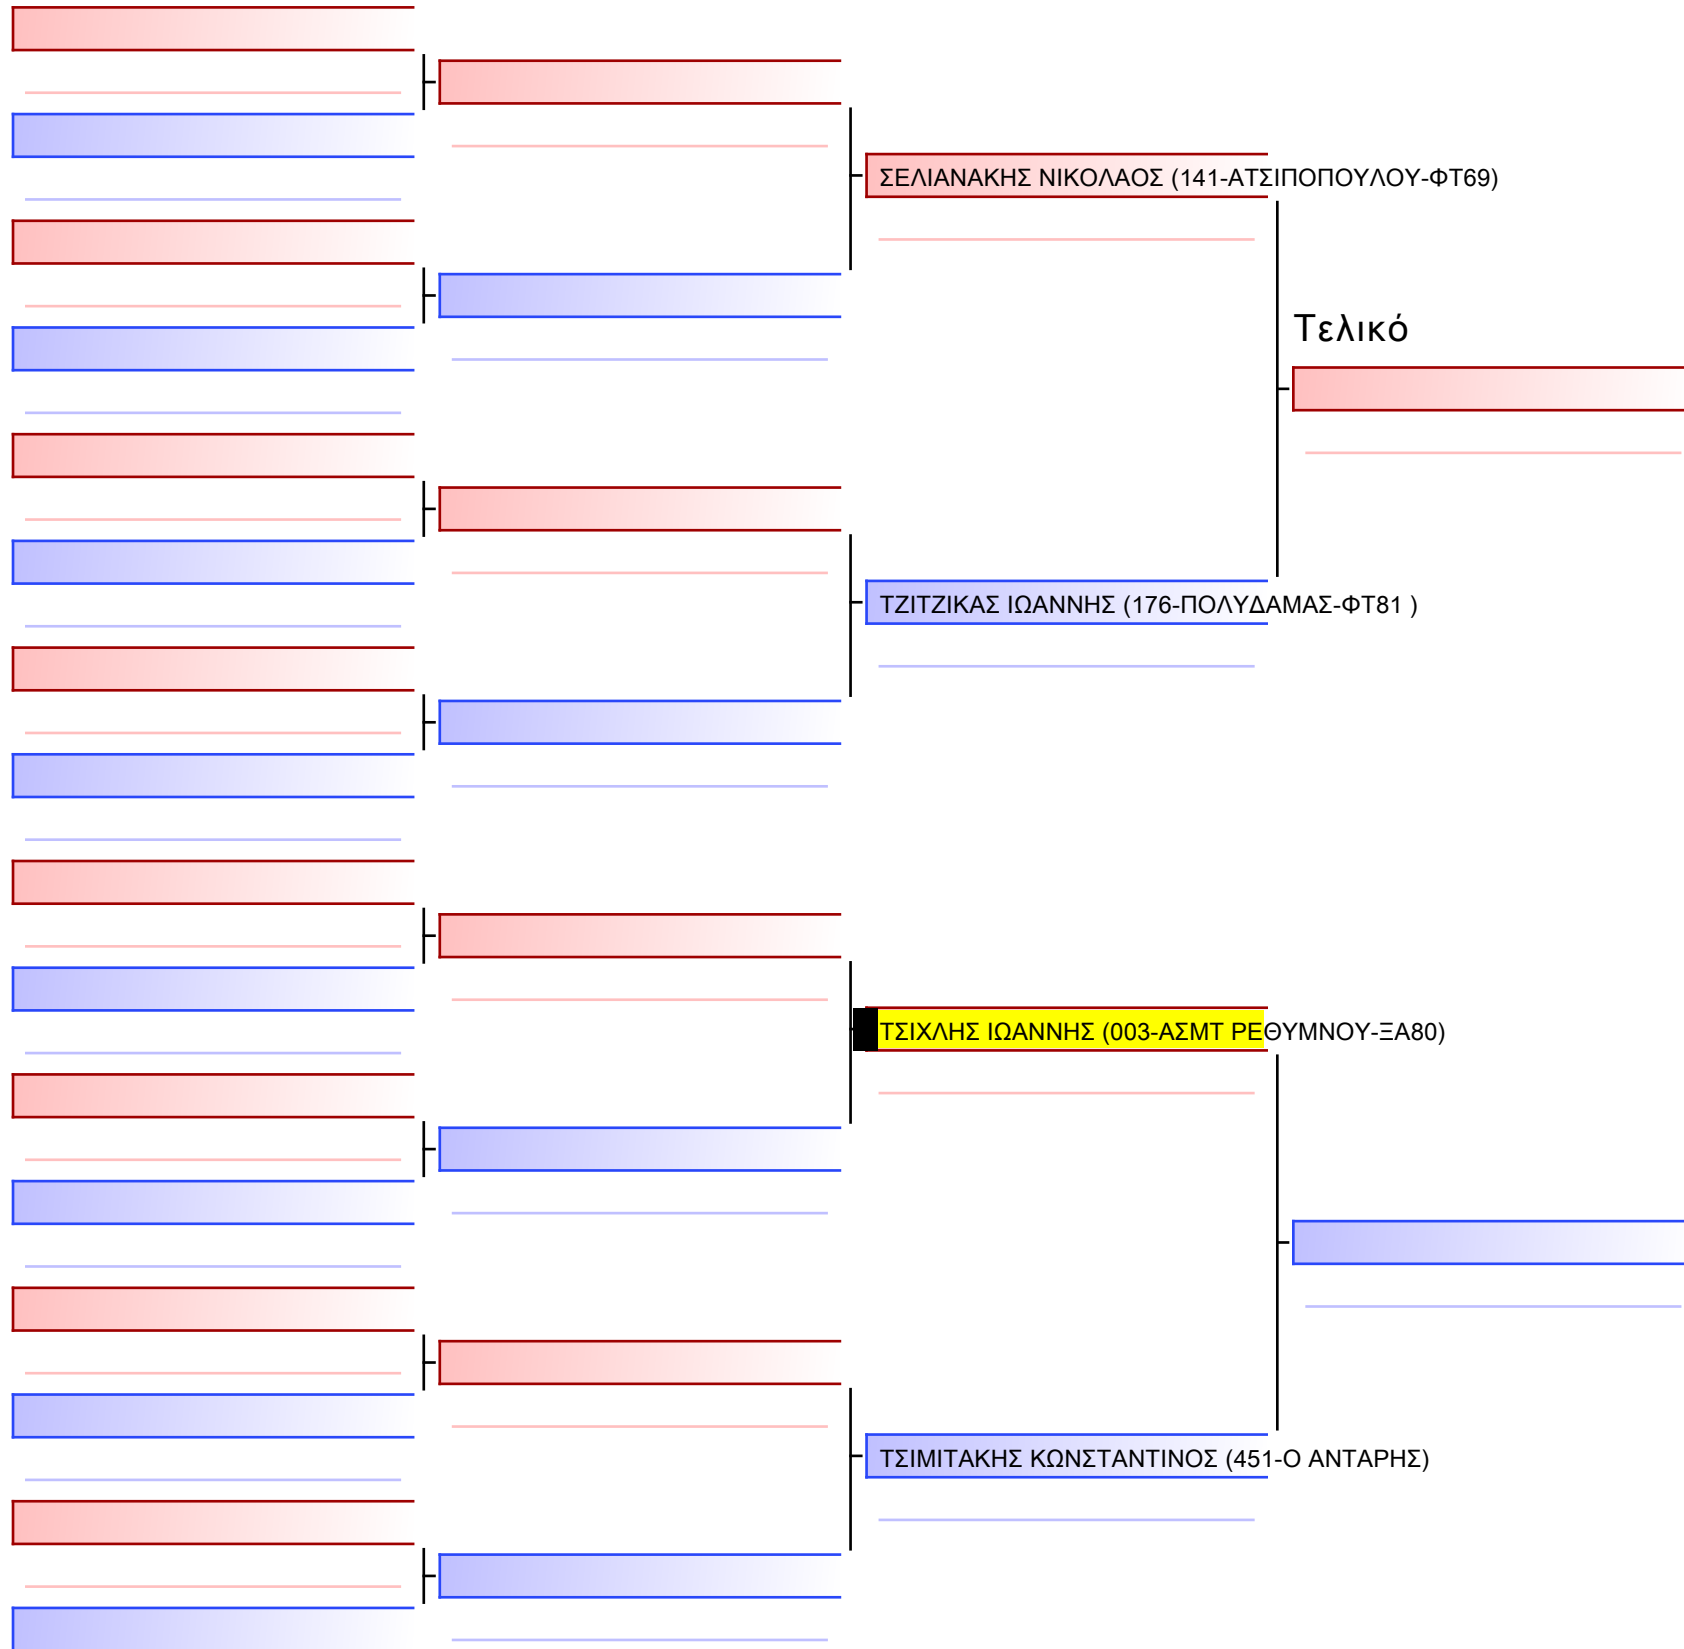 ΣΕΛΙΑΝΑΚΗΣ ΝΙΚΟΛΑΟΣ (141-ΑΤΣΙΠΟΠΟΥΛΟΥ-ΦΤ69)
Τελικό
ΤΖΙΤΖΙΚΑΣ ΙΩΑΝΝΗΣ (176-ΠΟΛΥΔΑΜΑΣ-ΦΤ81 )
ΤΣΙΧΛΗΣ ΙΩΑΝΝΗΣ (003-ΑΣΜΤ ΡΕΘΥΜΝΟΥ-ΞΑ80)
ΤΣΙΜΙΤΑΚΗΣ ΚΩΝΣΤΑΝΤΙΝΟΣ (451-Ο ΑΝΤΑΡΗΣ)